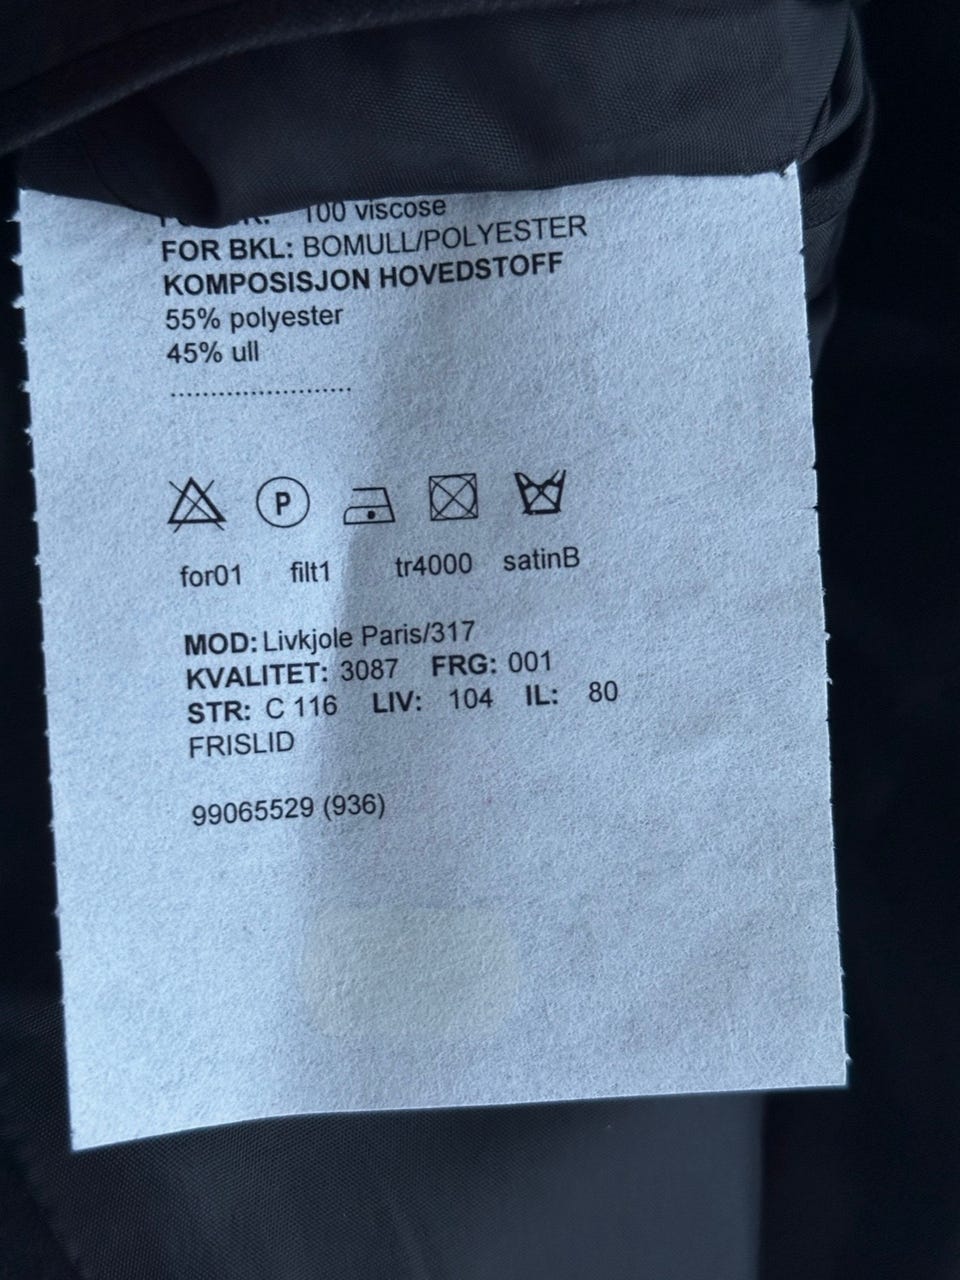 100 viscose
FOR BKL: BOMULL/POLYESTER
KOMPOSISJON HOVEDSTOFF
55% polyester
45% ull
.........................
P
for01 filt1 tr4000 satinB
MOD: Livkjole Paris/317
KVALITET: 3087 FRG: 001
STR: C 116 LIV: 104 IL: 80
FRISLID
99065529 (936)